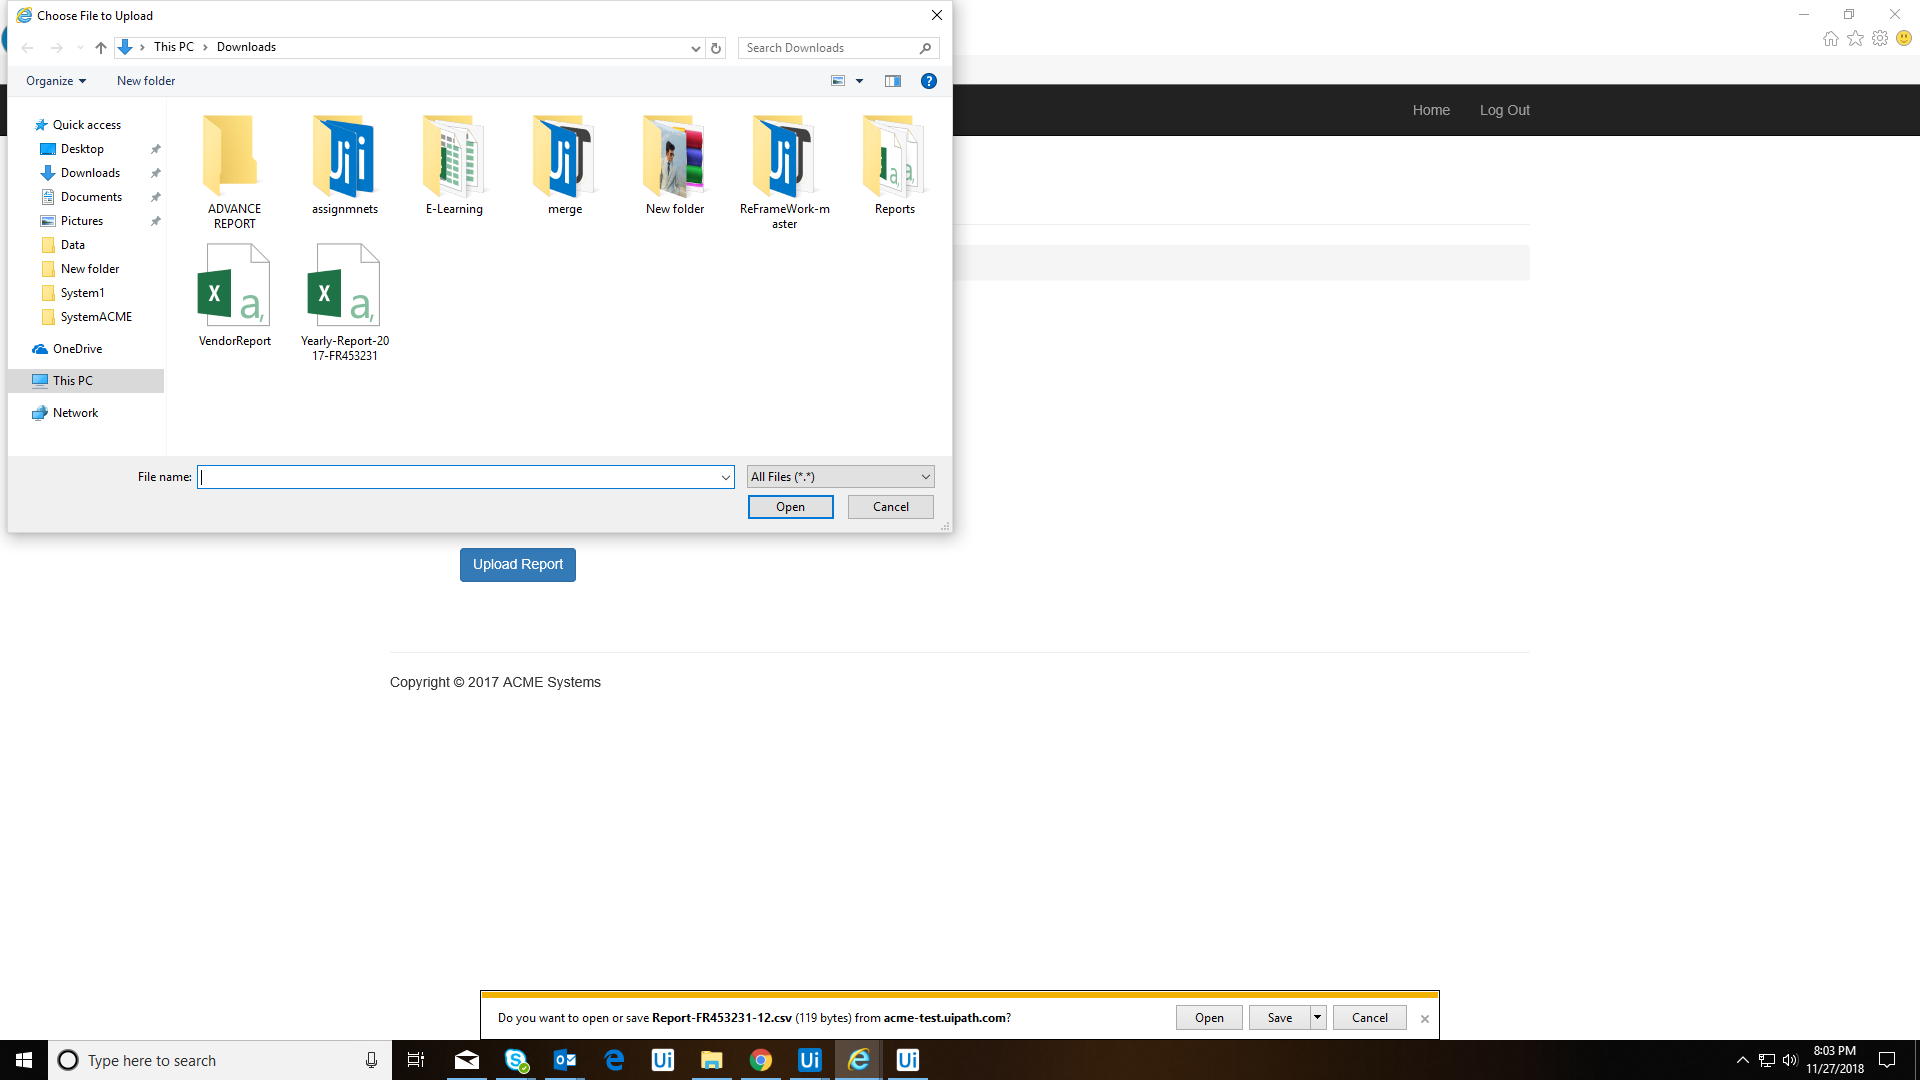 Choose File to Upload
This PC
Downloads
Search Downloads
Organize
New folder
Home
Log Out
Quick access
Desktop
Downloads
Documents
Pictures
Data
New folder
System1
SystemACME
OneDrive
This PC
Network
ADVANCE
REPORT
assignmnets
E-Learning
merge
New folder
ReFrameWork-m
aster
Reports
VendorReport
Yearly-Report-20
17-FR453231
File name:
All Files (*.*)
Open
Cancel
Upload Report
Copyright © 2017 ACME Systems
Do you want to open or save Report-FR453231-12.csv (119 bytes) from acme-test.uipath.com?
Open
Save
Cancel
Type here to search
8:03 PM
11/27/2018